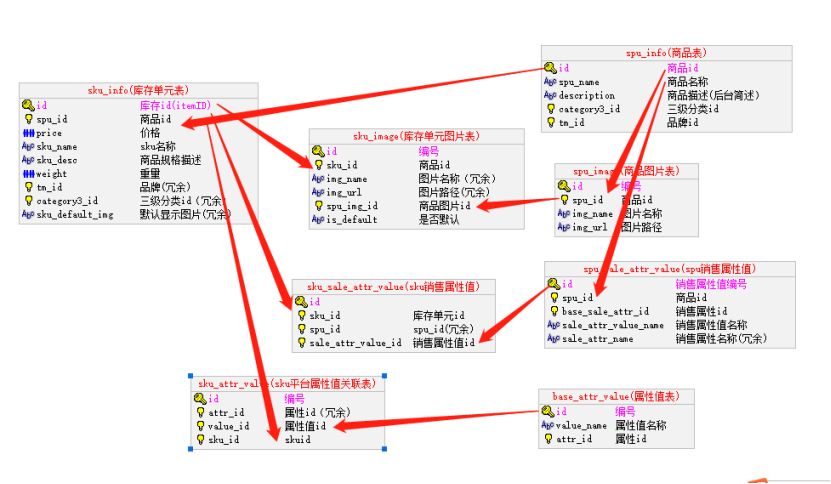 spu_info(商品表)
id 商品id
spu_name 商品名称
description 商品描述(后台简述)
category3_id 三级分类id
tm_id 品牌id
sku_info(库存单元表)
id 库存id(itemID)
spu_id 商品id
price 价格
sku_name sku名称
sku_desc 商品规格描述
weight 重量
tm_id 品牌(冗余)
category3_id 三级分类id(冗余)
sku_default_img 默认显示图片(冗余)
sku_image(库存单元图片表)
id 编号
sku_id 商品id
img_name 图片名称(冗余)
img_url 图片路径(冗余)
spu_img_id 商品图片id
is_default 是否默认
spu_image(商品图片表)
id 编号
spu_id 商品id
img_name 图片名称
img_url 图片路径
sku_sale_attr_value(sku销售属性值)
id
sku_id 库存单元id
spu_id spu_id(冗余)
sale_attr_value_id 销售属性值id
spu_sale_attr_value(spu销售属性值)
id 销售属性值编号
spu_id 商品id
base_sale_attr_id 销售属性id
sale_attr_value_name 销售属性值名称
sale_attr_name 销售属性名称(冗余)
sku_attr_value(sku平台属性值关联表)
id 编号
attr_id 属性id(冗余)
value_id 属性值id
sku_id skuid
base_attr_value(属性值表)
id 编号
value_name 属性值名称
attr_id 属性id